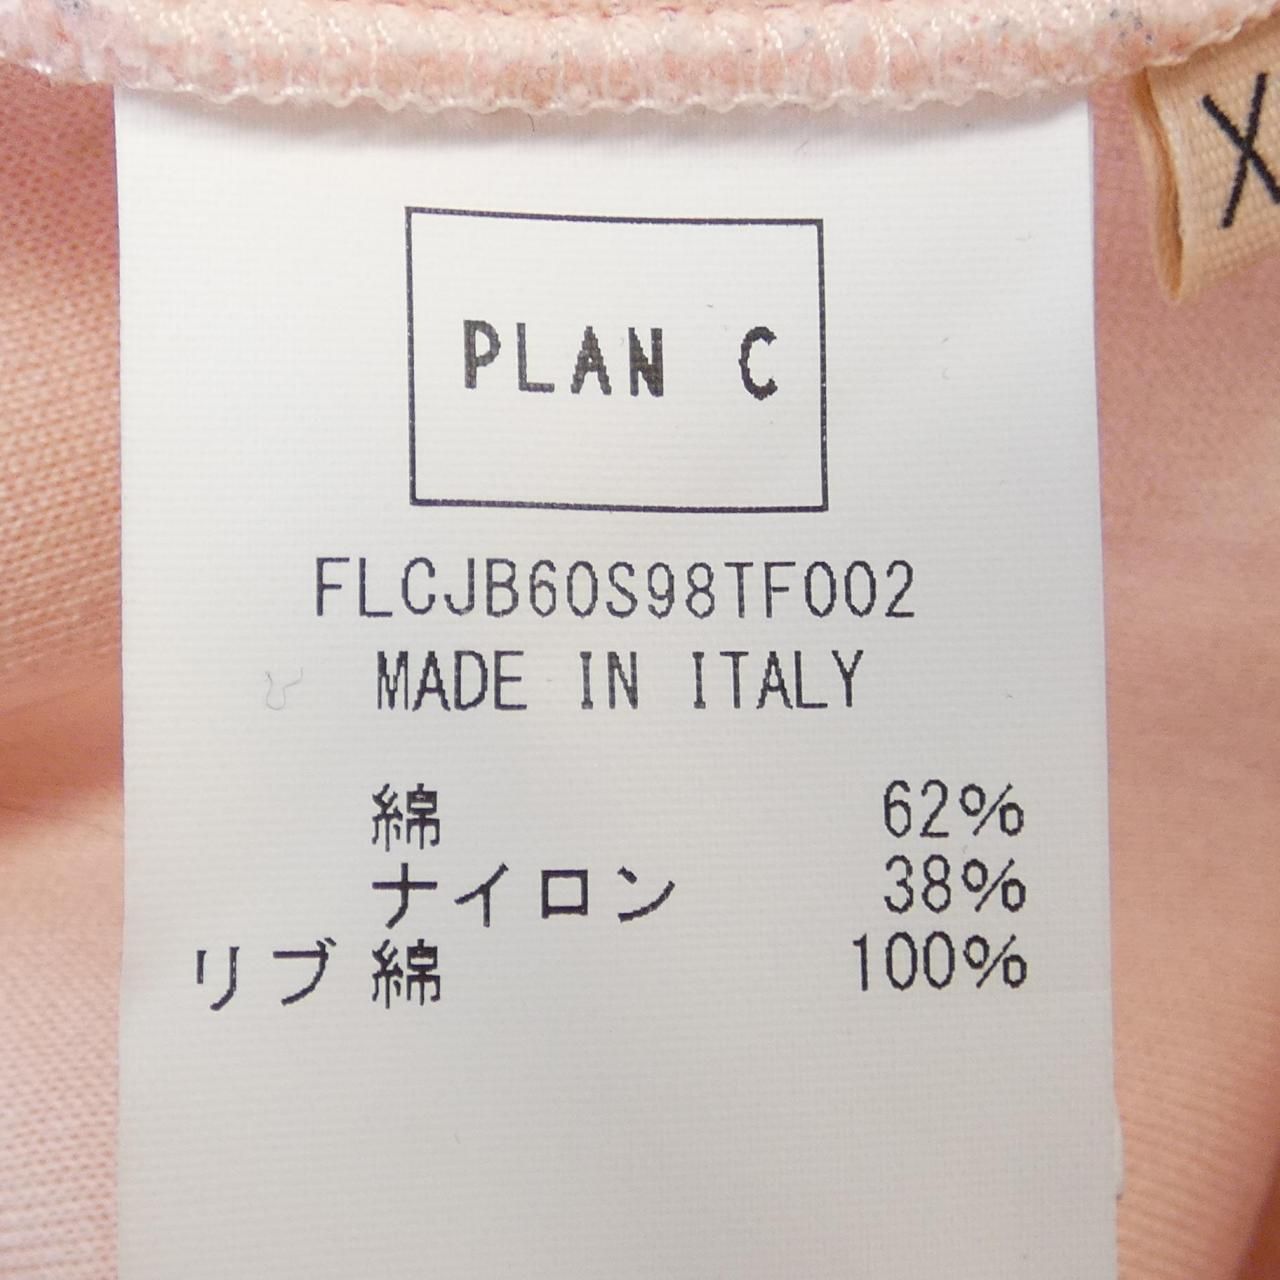 PLAN C
FLCJB60S98TF002
MADE IN ITALY
綿 62%
ナイロン 38%
リブ 綿 100%
X